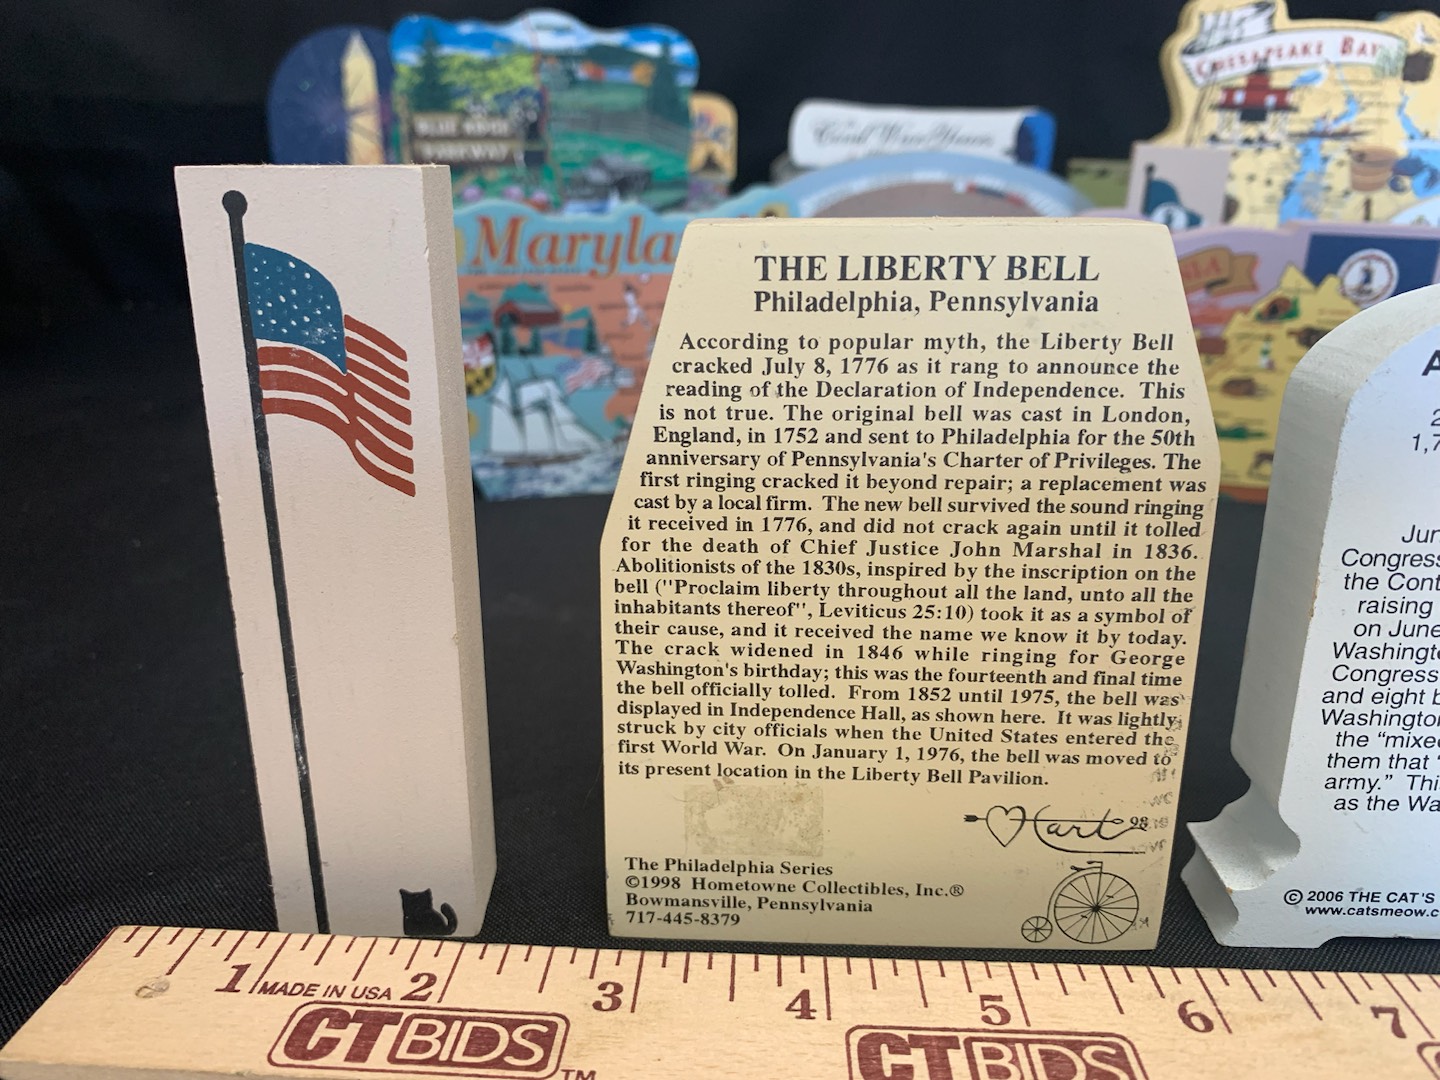 BLUE RIDGE
PARKWAY
CHESAPEAKE BAY
Maryla
THE LIBERTY BELL
Philadelphia, Pennsylvania
According to popular myth, the Liberty Bell
cracked July 8, 1776 as it rang to announce the
reading of the Declaration of Independence. This
is not true. The original bell was cast in London,
England, in 1752 and sent to Philadelphia for the 50th
anniversary of Pennsylvania's Charter of Privileges. The
first ringing cracked it beyond repair; a replacement was
cast by a local firm. The new bell survived the sound ringing
it received in 1776, and did not crack again until it tolled
for the death of Chief Justice John Marshal in 1836.
Abolitionists of the 1830s, inspired by the inscription on the
bell ("Proclaim liberty throughout all the land, unto all the
inhabitants thereof", Leviticus 25:10) took it as a symbol of
their cause, and it received the name we know it by today.
The crack widened in 1846 while ringing for George
Washington's birthday; this was the fourteenth and final time
the bell officially tolled. From 1852 until 1975, the bell was
displayed in Independence Hall, as shown here. It was lightly
struck by city officials when the United States entered the
first World War. On January 1, 1976, the bell was moved to
its present location in the Liberty Bell Pavilion.
Hart 98
The Philadelphia Series
©1998 Hometowne Collectibles, Inc.®
Bowmansville, Pennsylvania
717-445-8379
A
2
1,7
Jun
Congress
the Cont
raising
on June
Washingt
Congress
and eight b
Washington
the "mixe
them that "
army." Thi
as the Wa
© 2006 THE CAT'S
www.catsmeow.c
1 MADE IN USA 2 3 4 5 6 7
CTBIDS TM
CTBIDS